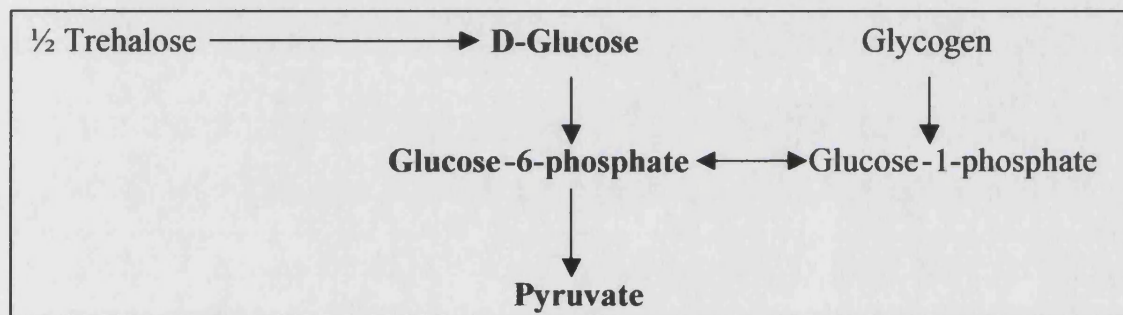 ½ Trehalose D-Glucose Glycogen
Glucose-6-phosphate Glucose-1-phosphate
Pyruvate